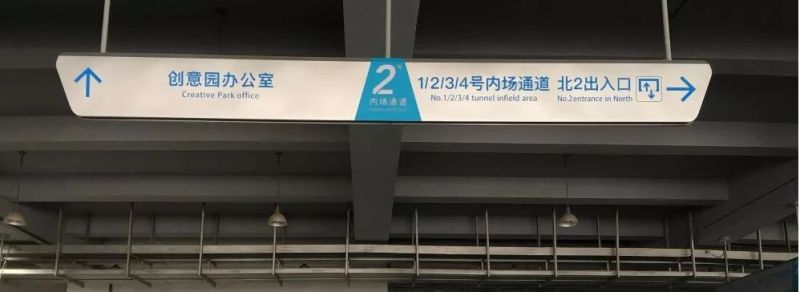 创意园办公室
Creative Park office
2号
内场通道
1/2/3/4号内场通道
No.1/2/3/4 tunnel infield area
北2出入口
No.2entrance in North